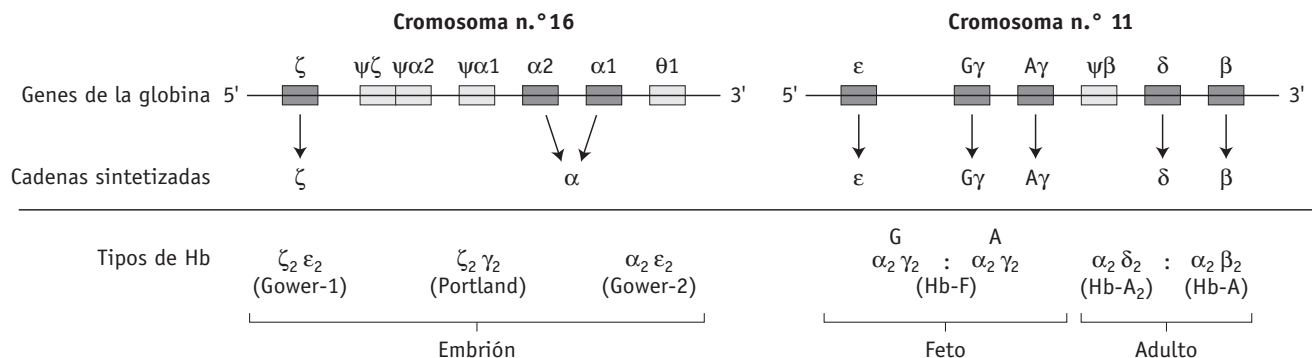 Cromosoma n.°16 Cromosoma n.° 11
ζ ψζ ψα2 ψα1 α2 α1 θ1 ε Gγ Aγ ψβ δ β
Genes de la globina 5' 3' 5' 3'
Cadenas sintetizadas ζ α ε Gγ Aγ δ β
G A
Tipos de Hb ζ₂ ε₂ ζ₂ γ₂ α₂ ε₂ α₂ γ₂ : α₂ γ₂ α₂ δ₂ : α₂ β₂
(Gower-1) (Portland) (Gower-2) (Hb-F) (Hb-A₂) (Hb-A)
Embrión Feto Adulto